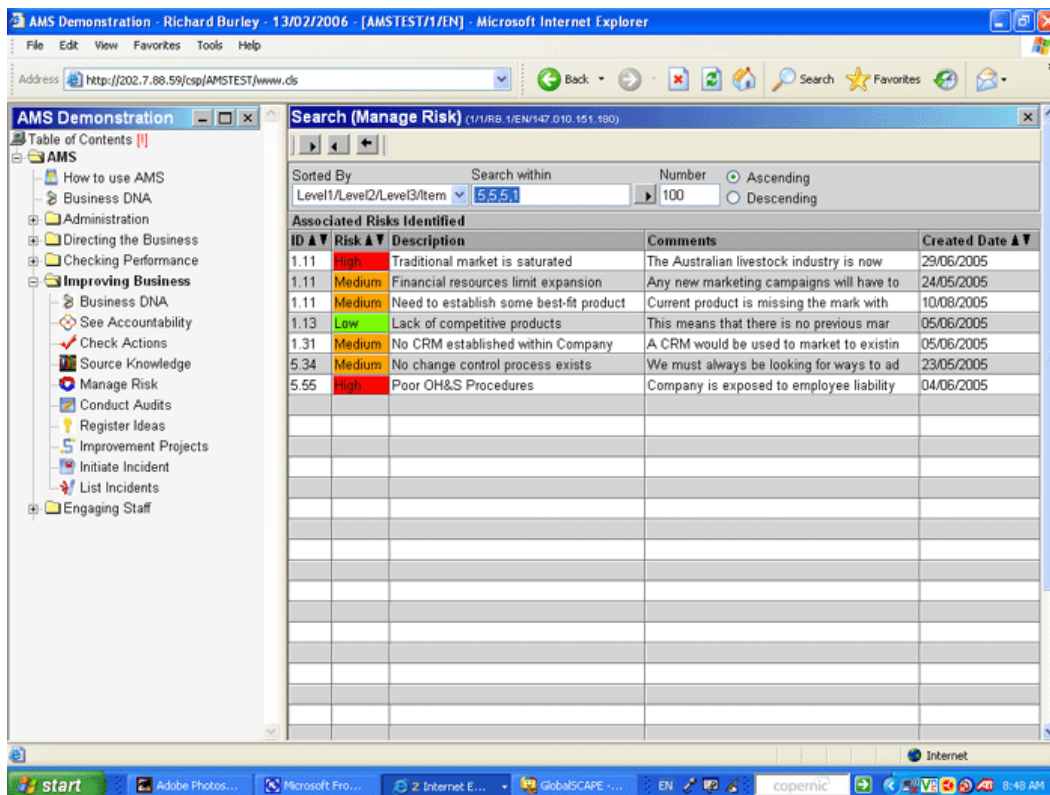 AMS Demonstration - Richard Burley - 13/02/2006 - [AMSTEST/1/EN] - Microsoft Internet Explorer
File Edit View Favorites Tools Help
Address http://202.7.88.59/csp/AMSTEST/www.cls Back Search Favorites
AMS Demonstration
Table of Contents [!]
AMS
How to use AMS
Business DNA
Administration
Directing the Business
Checking Performance
Improving Business
Business DNA
See Accountability
Check Actions
Source Knowledge
Manage Risk
Conduct Audits
Register Ideas
Improvement Projects
Initiate Incident
List Incidents
Engaging Staff
Search (Manage Risk) (1/1/RB.1/EN/147.010.151.180)
Sorted By Search within Number Ascending
Level1/Level2/Level3/Item 5,5,5,1 100 Descending
Associated Risks Identified
ID Risk Description Comments Created Date
1.11 High Traditional market is saturated The Australian livestock industry is now 29/06/2005
1.11 Medium Financial resources limit expansion Any new marketing campaigns will have to 24/05/2005
1.11 Medium Need to establish some best-fit product Current product is missing the mark with 10/08/2005
1.13 Low Lack of competitive products This means that there is no previous mar 05/06/2005
1.31 Medium No CRM established within Company A CRM would be used to market to existin 05/06/2005
5.34 Medium No change control process exists We must always be looking for ways to ad 23/05/2005
5.55 High Poor OH&S Procedures Company is exposed to employee liability 04/06/2005
Internet
start Adobe Photos... Microsoft Fro... 2 Internet E... GlobalSCAPE -... EN copernic 8:48 AM